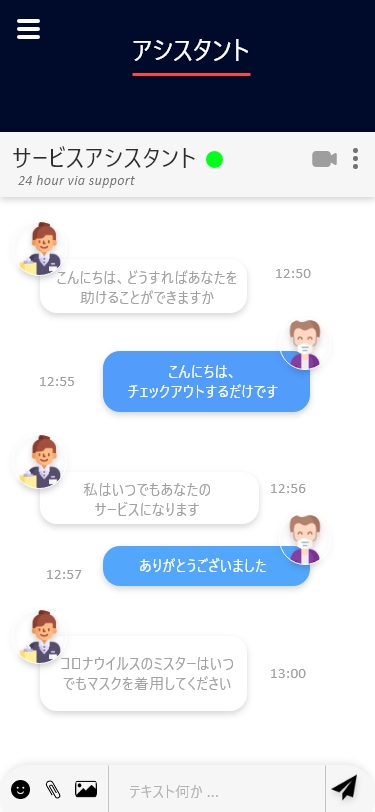 アシスタント
サービスアシスタント
24 hour via support
こんにちは、どうすればあなたを
助けることができますか
12:50
こんにちは、
チェックアウトするだけです
12:55
私はいつでもあなたの
サービスになります
12:56
ありがとうございました
12:57
コロナウイルスのミスターはいつ
でもマスクを着用してください
13:00
テキスト何か ...